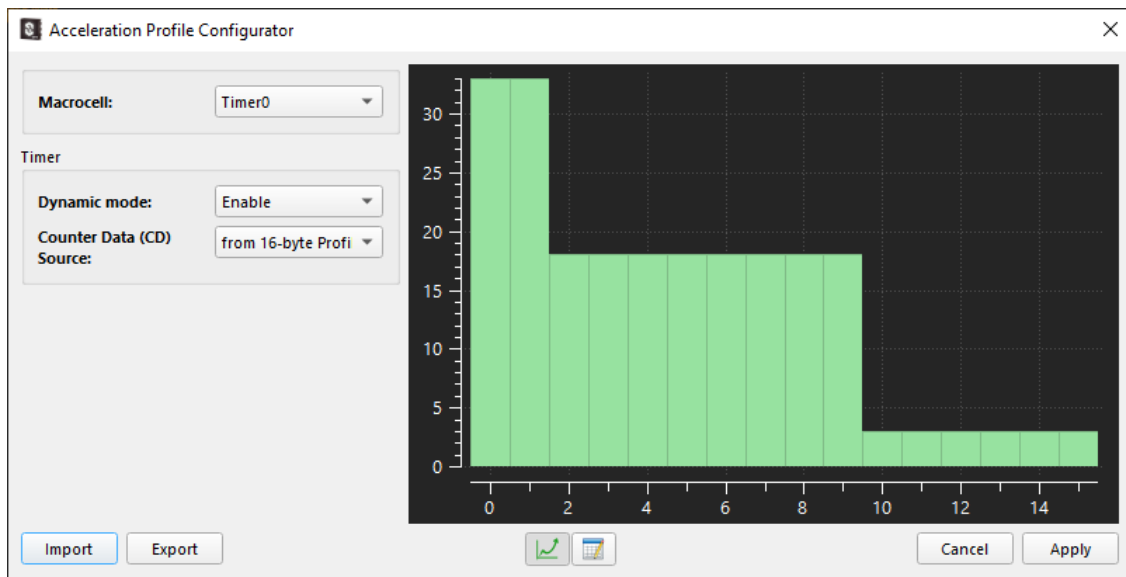 Acceleration Profile Configurator
Macrocell:
Timer0
Timer
Dynamic mode:
Enable
Counter Data (CD)
Source:
from 16-byte Profi
30
25
20
15
10
5
0
0 2 4 6 8 10 12 14
Import
Export
Cancel
Apply